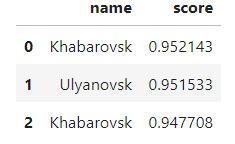 name score
0 Khabarovsk 0.952143
1 Ulyanovsk 0.951533
2 Khabarovsk 0.947708